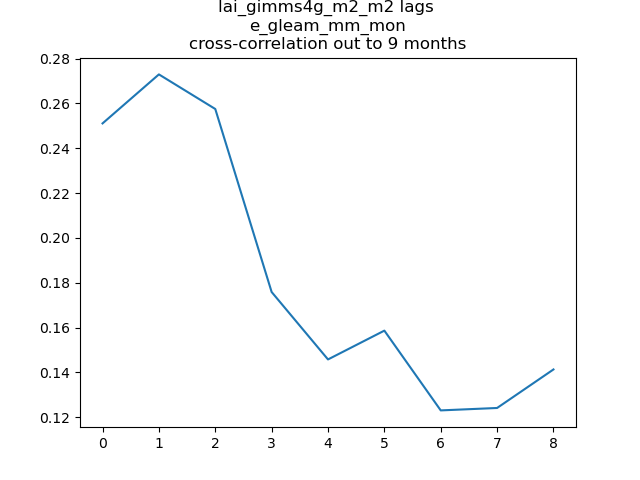 lai_gimms4g_m2_m2 lags
e_gleam_mm_mon
cross-correlation out to 9 months
0.28
0.26
0.24
0.22
0.20
0.18
0.16
0.14
0.12
0 1 2 3 4 5 6 7 8